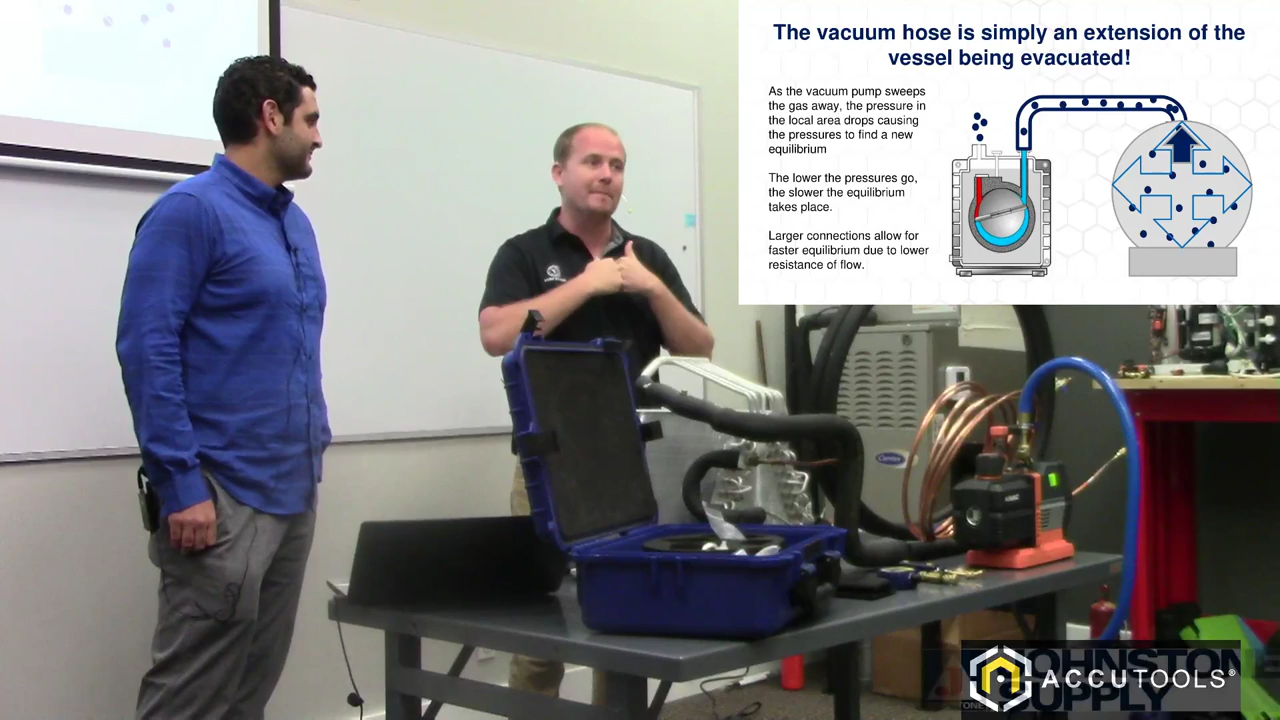 The vacuum hose is simply an extension of the
vessel being evacuated!
As the vacuum pump sweeps
the gas away, the pressure in
the local area drops causing
the pressures to find a new
equilibrium
The lower the pressures go,
the slower the equilibrium
takes place.
Larger connections allow for
faster equilibrium due to lower
resistance of flow.
Carrier
JOHNSTONE
SUPPLY
ACCUTOOLS®